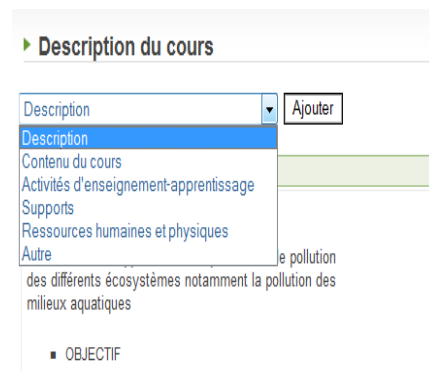 Description du cours
Description Ajouter
Description
Contenu du cours
Activités d'enseignement-apprentissage
Supports
Ressources humaines et physiques
Autre
e pollution
des différents écosystèmes notamment la pollution des
milieux aquatiques
OBJECTIF